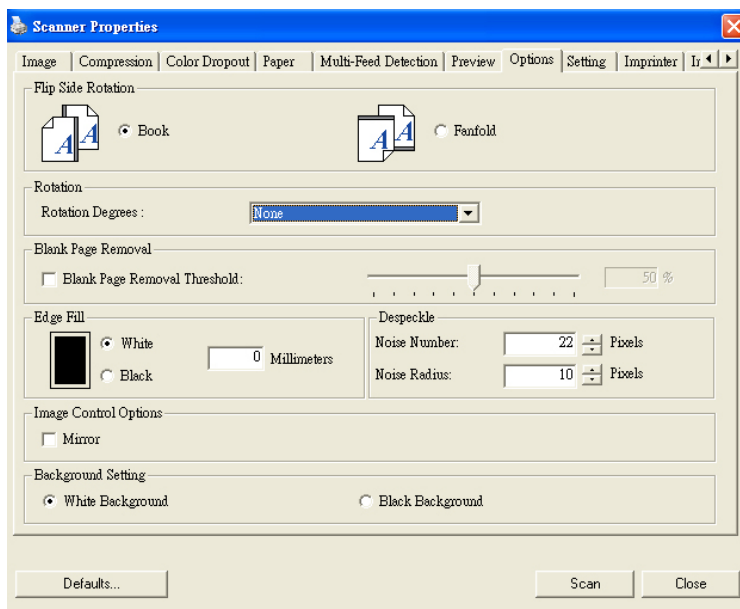 Scanner Properties
Image Compression Color Dropout Paper Multi-Feed Detection Preview Options Setting Imprinter
Flip Side Rotation
A A Book A A Fanfold
Rotation
Rotation Degrees : None
Blank Page Removal
Blank Page Removal Threshold: 50 %
Edge Fill Despeckle
White 0 Millimeters Noise Number: 22 Pixels
Black Noise Radius: 10 Pixels
Image Control Options
Mirror
Background Setting
White Background Black Background
Defaults... Scan Close